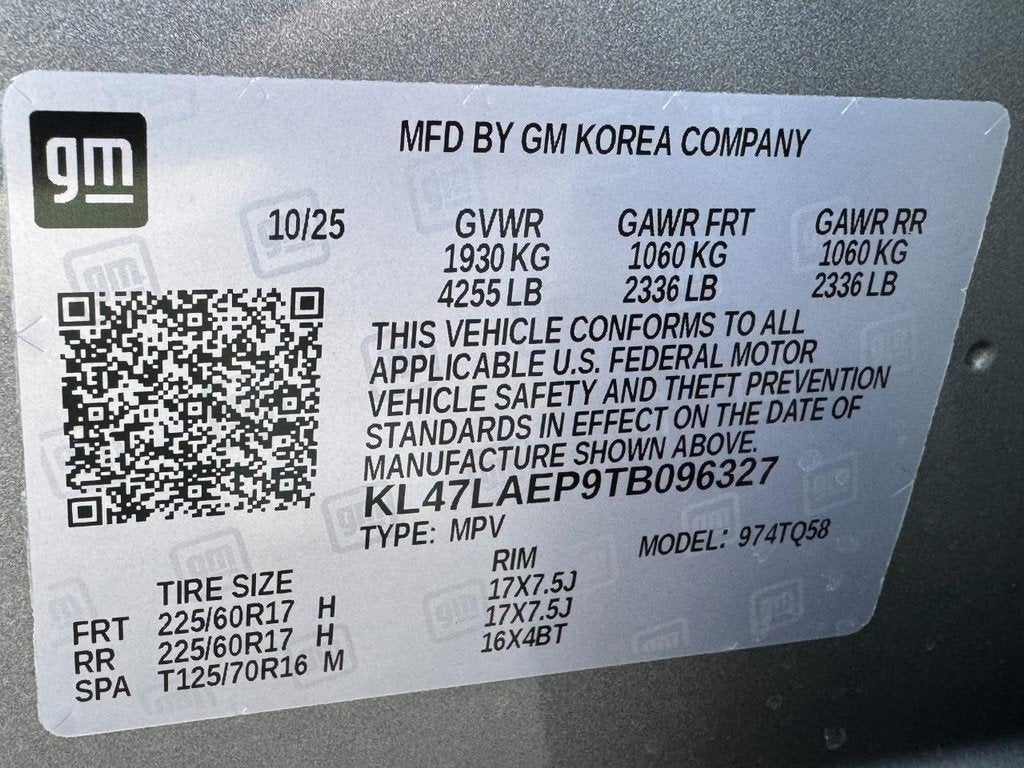 gm
MFD BY GM KOREA COMPANY
10/25 GVWR GAWR FRT GAWR RR
1930 KG 1060 KG 1060 KG
4255 LB 2336 LB 2336 LB
THIS VEHICLE CONFORMS TO ALL
APPLICABLE U.S. FEDERAL MOTOR
VEHICLE SAFETY AND THEFT PREVENTION
STANDARDS IN EFFECT ON THE DATE OF
MANUFACTURE SHOWN ABOVE.
KL47LAEP9TB096327
TYPE: MPV MODEL: 974TQ58
TIRE SIZE RIM
FRT 225/60R17 H 17X7.5J
RR 225/60R17 H 17X7.5J
SPA T125/70R16 M 16X4BT